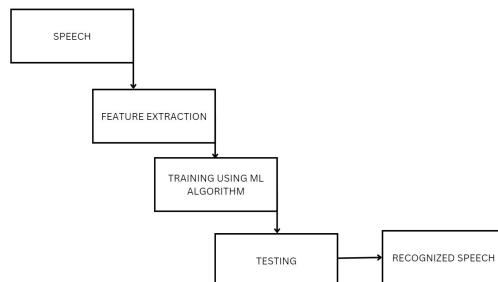 SPEECH
FEATURE EXTRACTION
TRAINING USING ML
ALGORITHM
TESTING
RECOGNIZED SPEECH